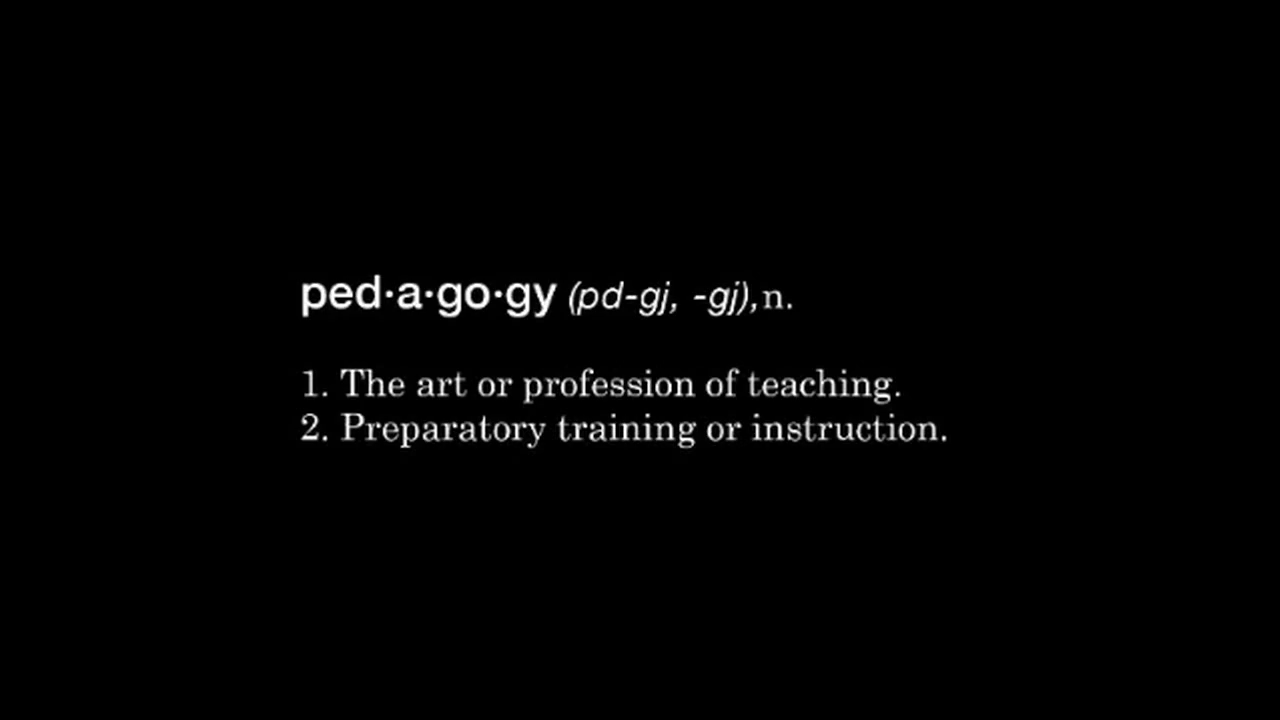 ped·a·go·gy (pd-gj, -gj), n.
1. The art or profession of teaching.
2. Preparatory training or instruction.